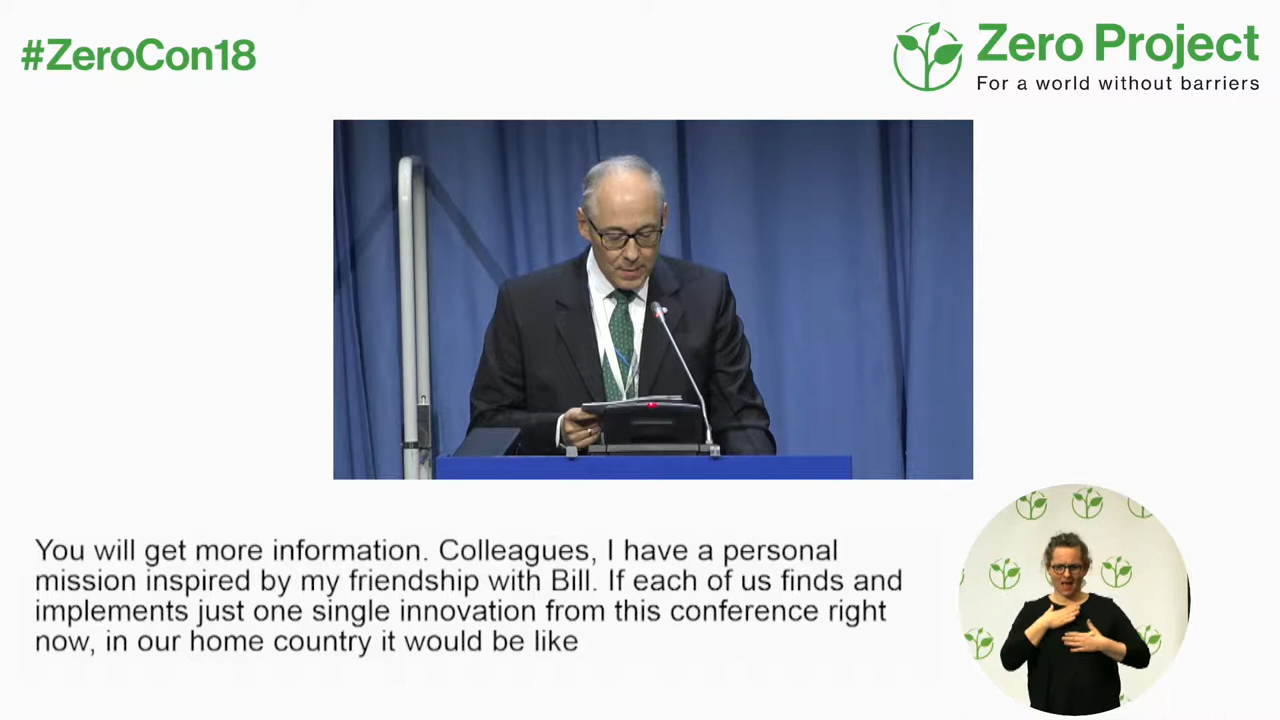 #ZeroCon18
Zero Project
For a world without barriers
You will get more information. Colleagues, I have a personal
mission inspired by my friendship with Bill. If each of us finds and
implements just one single innovation from this conference right
now, in our home country it would be like